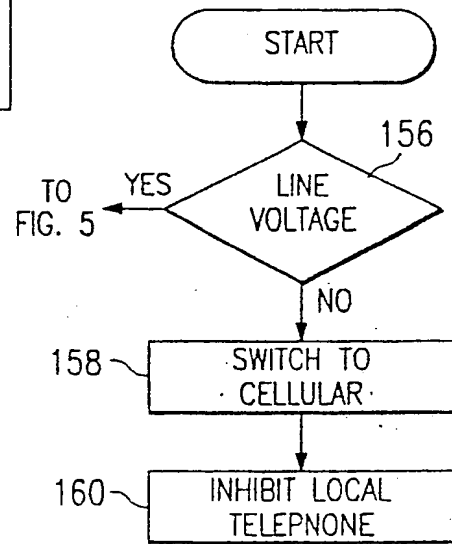 START
156
LINE
VOLTAGE
YES
TO
FIG. 5
NO
158
SWITCH TO
CELLULAR
160
INHIBIT LOCAL
TELEPNONE